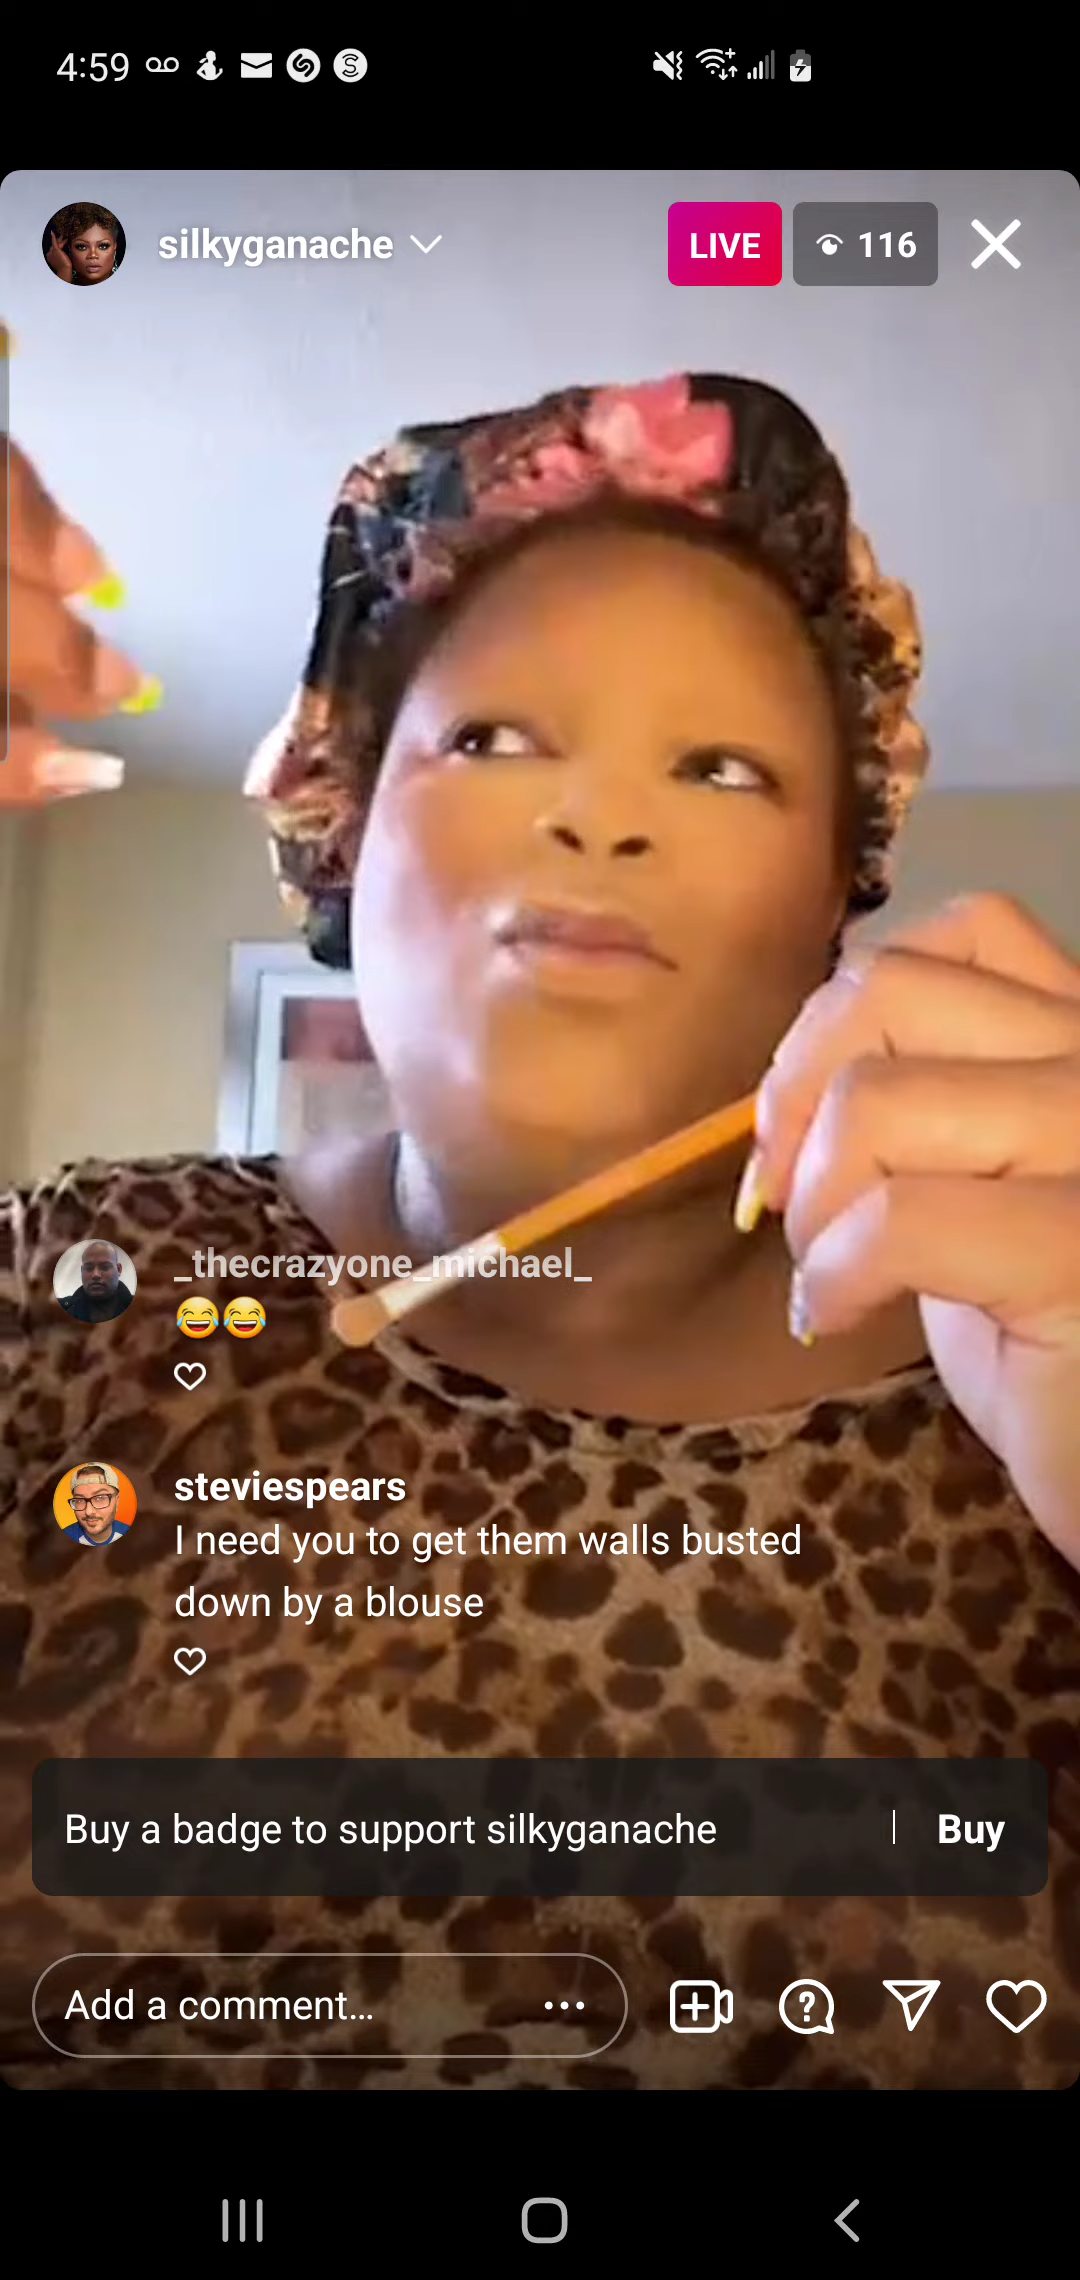 4:59
silkyganache
LIVE
116
_thecrazyone_michael_
😂😂
steviespears
I need you to get them walls busted
down by a blouse
Buy a badge to support silkyganache | Buy
Add a comment...